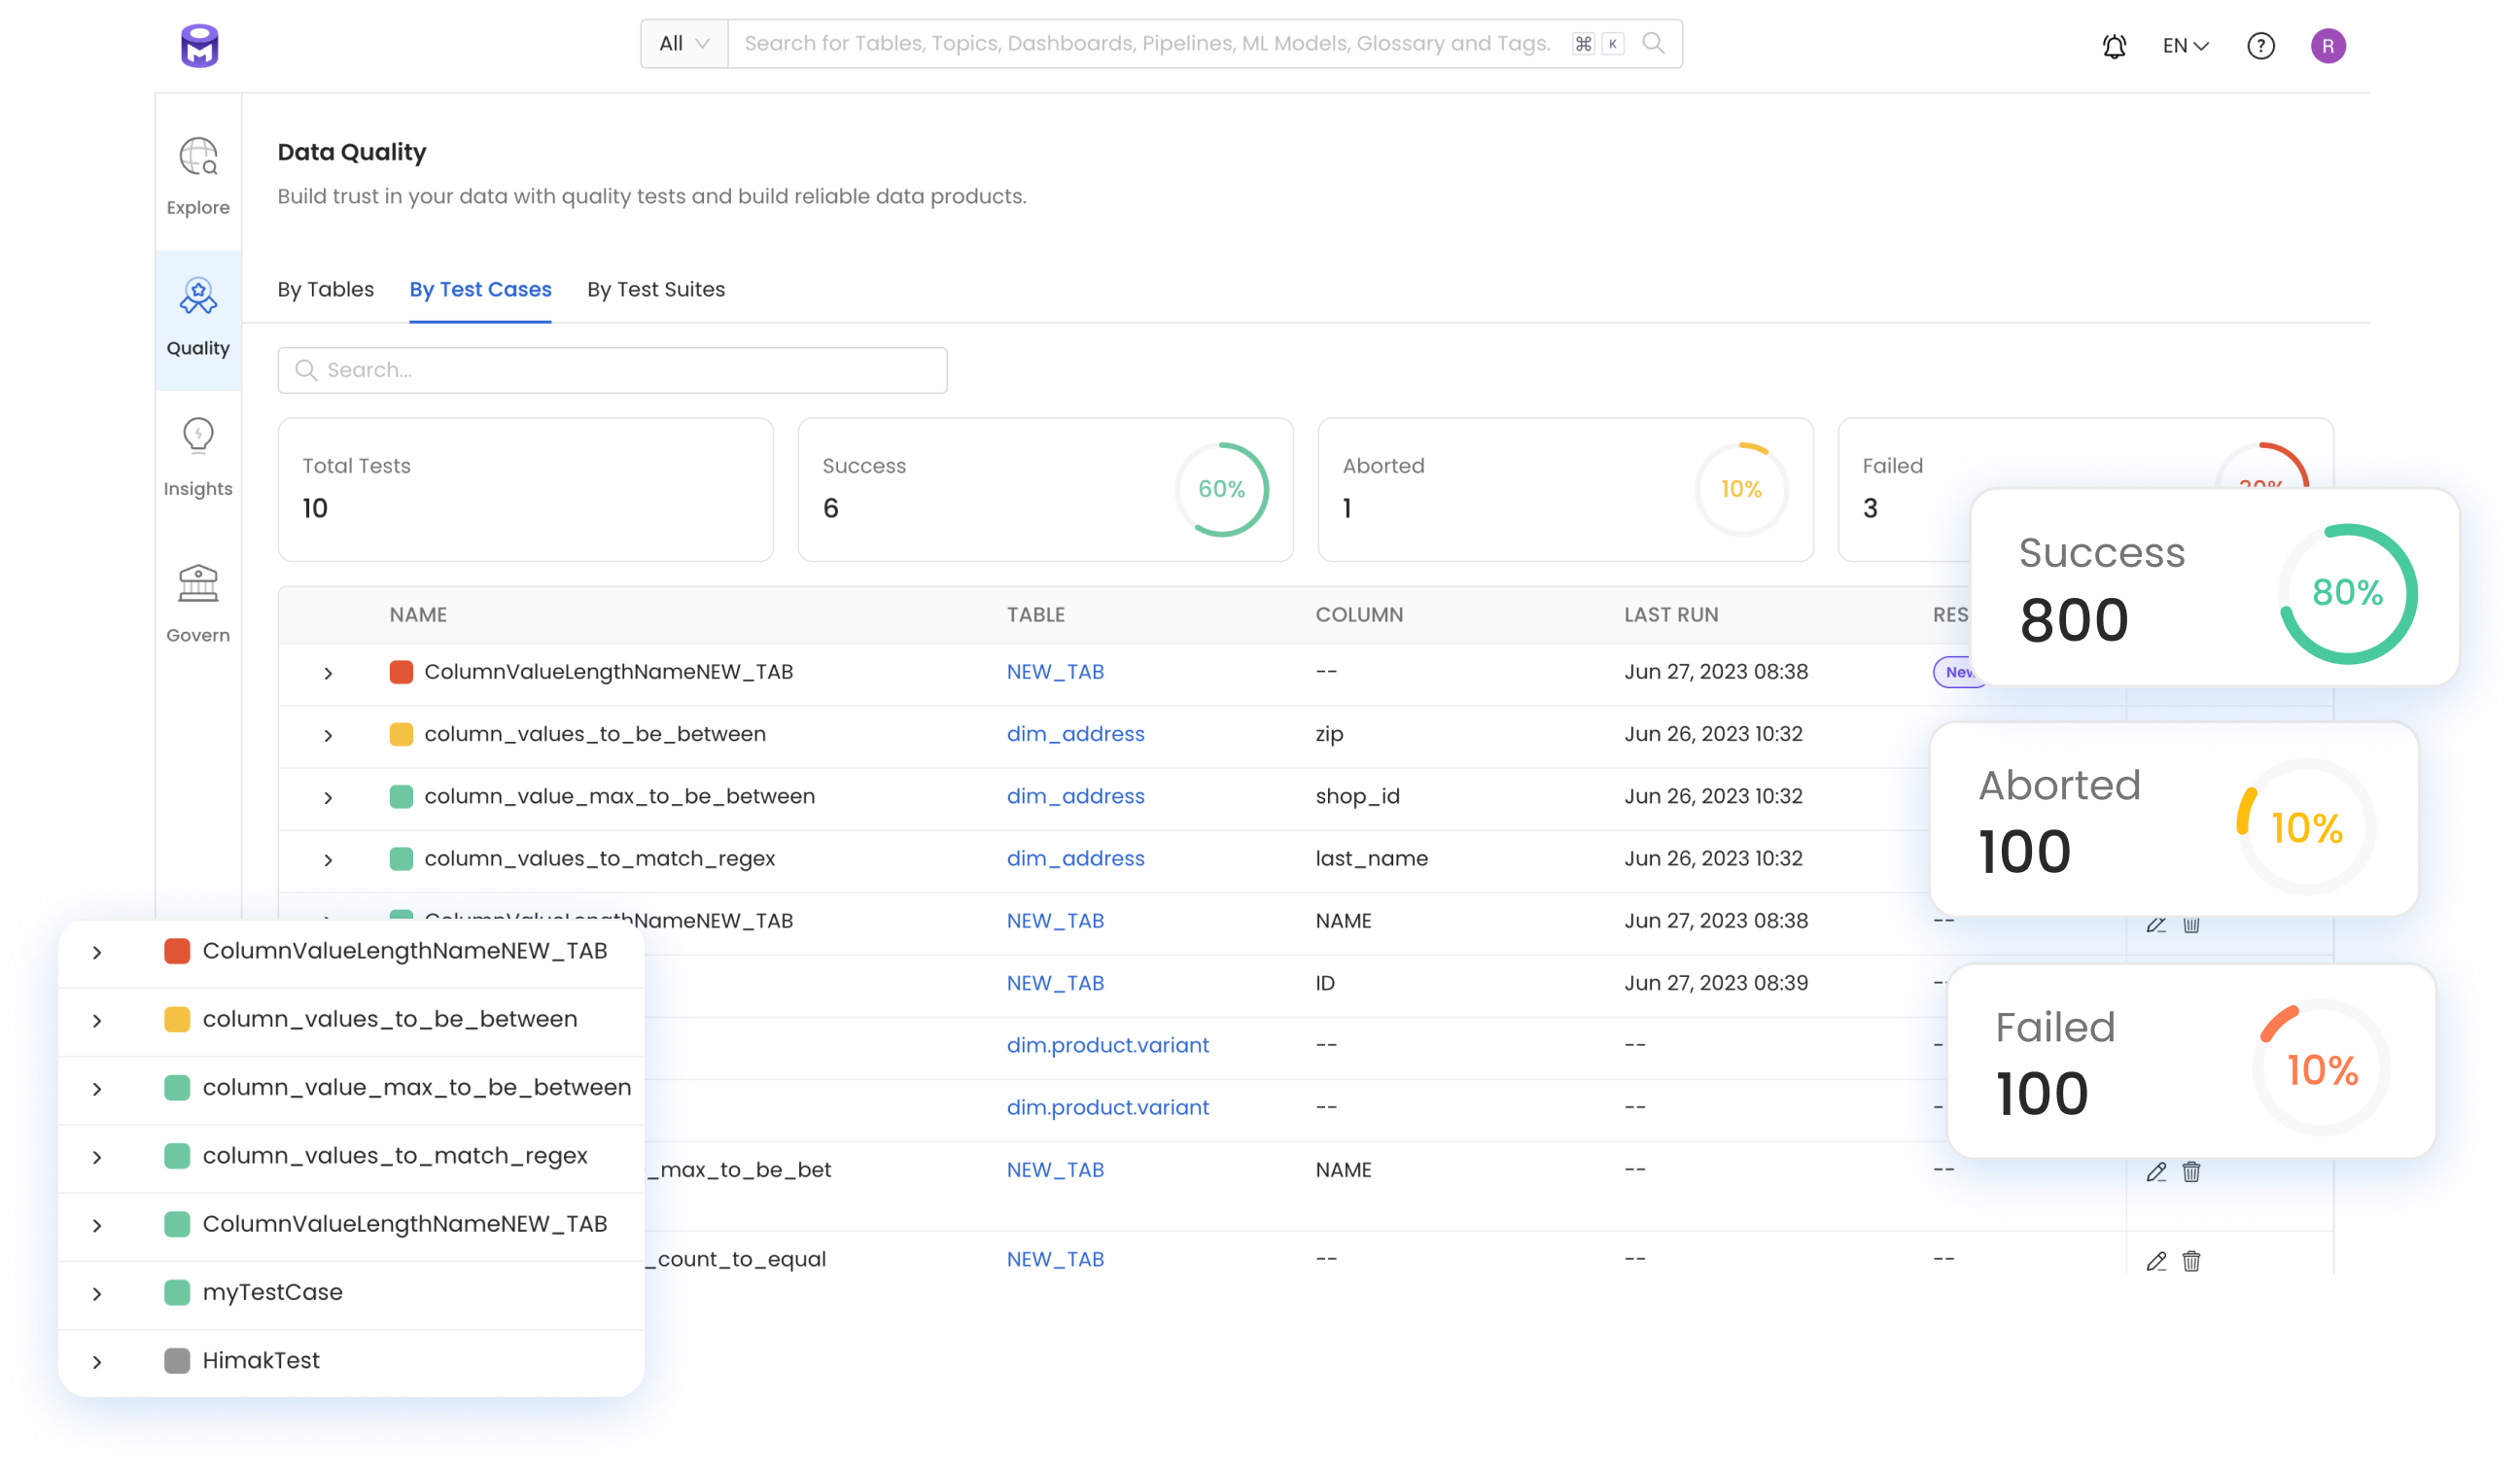 All Search for Tables, Topics, Dashboards, Pipelines, ML Models, Glossary and Tags. ⌘ K EN ? R
Explore
Quality
Insights
Govern
Data Quality
Build trust in your data with quality tests and build reliable data products.
By Tables By Test Cases By Test Suites
Search...
Total Tests
10
Success
6
60%
Aborted
1
10%
Failed
3
NAME TABLE COLUMN LAST RUN RES
ColumnValueLengthNameNEW_TAB NEW_TAB -- Jun 27, 2023 08:38 New
column_values_to_be_between dim_address zip Jun 26, 2023 10:32
column_value_max_to_be_between dim_address shop_id Jun 26, 2023 10:32
column_values_to_match_regex dim_address last_name Jun 26, 2023 10:32
ColumnValueLengthNameNEW_TAB NEW_TAB NAME Jun 27, 2023 08:38 --
NEW_TAB ID Jun 27, 2023 08:39 --
dim.product.variant -- -- -
dim.product.variant -- -- -
_max_to_be_bet NEW_TAB NAME -- --
_count_to_equal NEW_TAB -- -- --
Success
800
80%
Aborted
100
10%
Failed
100
10%
ColumnValueLengthNameNEW_TAB
column_values_to_be_between
column_value_max_to_be_between
column_values_to_match_regex
ColumnValueLengthNameNEW_TAB
myTestCase
HimakTest